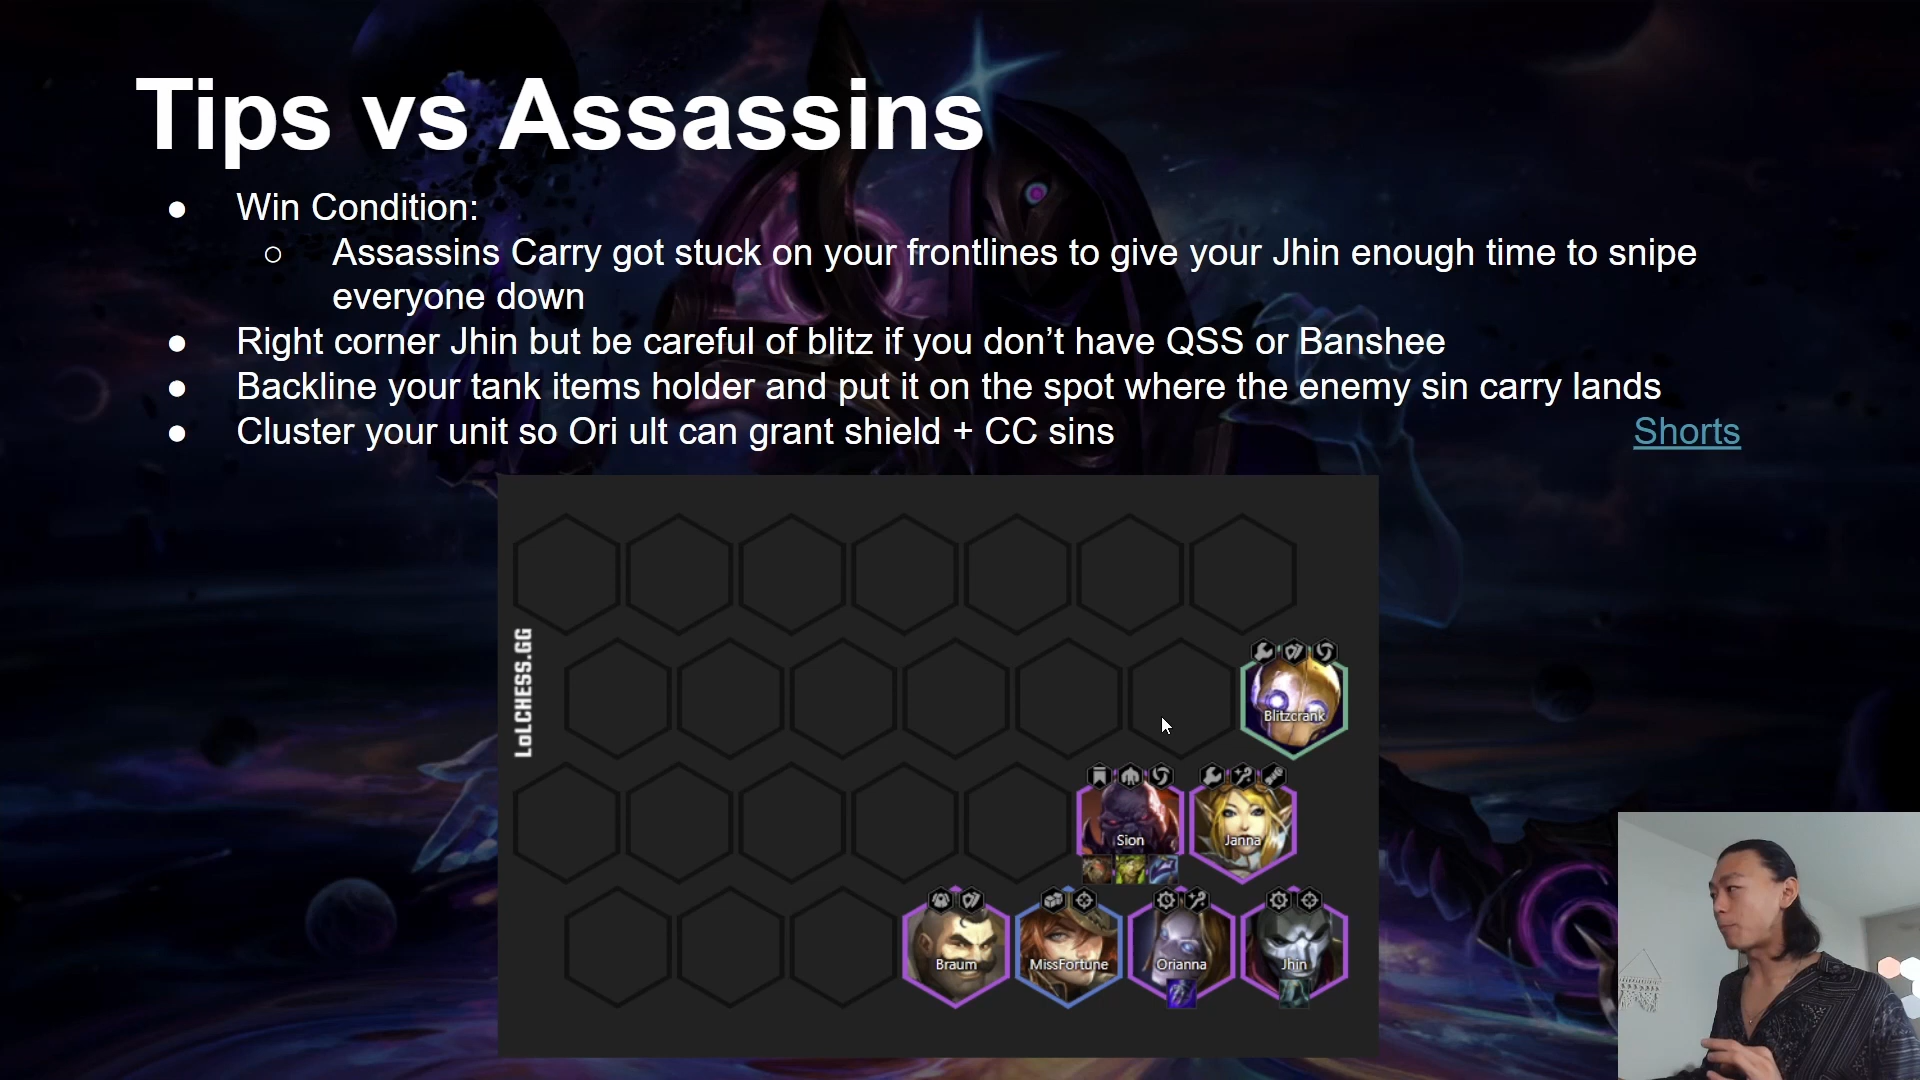 Tips vs Assassins
● Win Condition:
○ Assassins Carry got stuck on your frontlines to give your Jhin enough time to snipe
everyone down
● Right corner Jhin but be careful of blitz if you don’t have QSS or Banshee
● Backline your tank items holder and put it on the spot where the enemy sin carry lands
● Cluster your unit so Ori ult can grant shield + CC sins
Shorts
LoLCHESS.GG
Blitzcrank
Sion
Janna
Braum
MissFortune
Orianna
Jhin